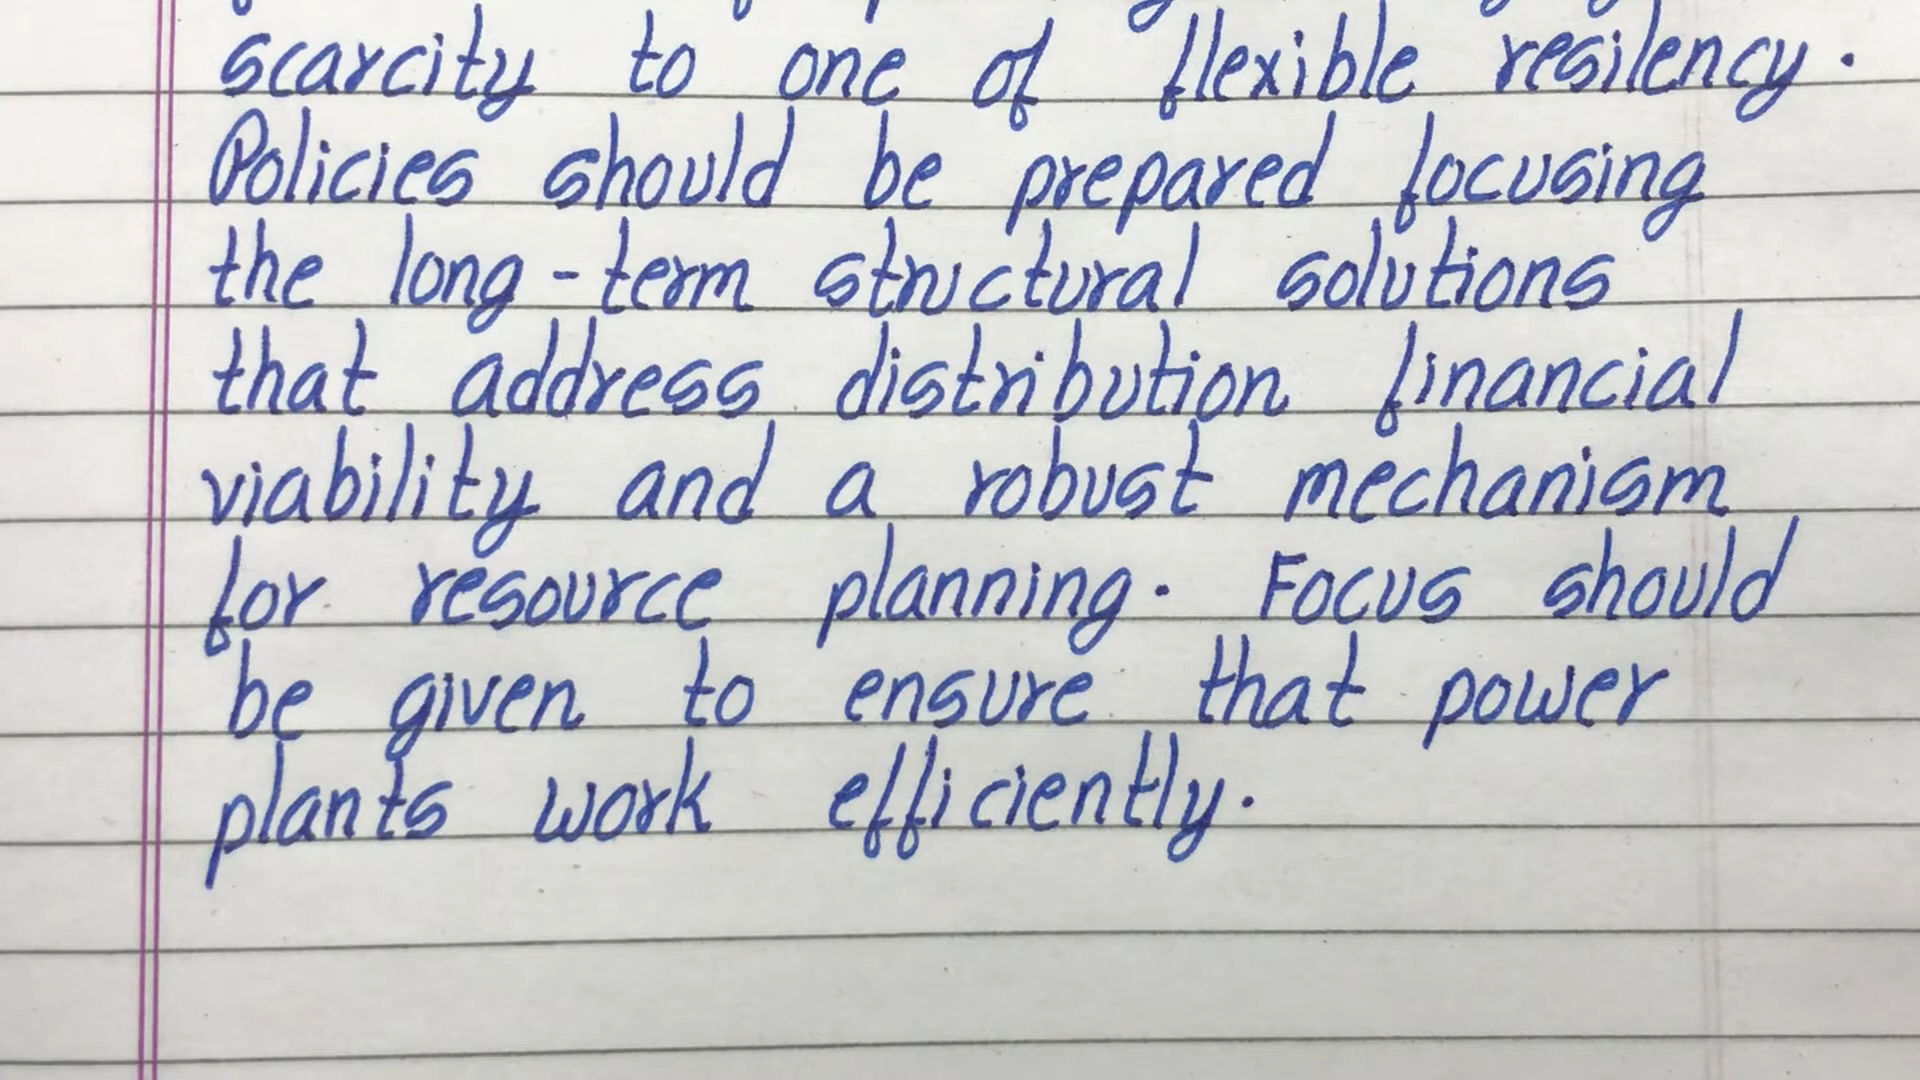 scarcity to one of flexible resilency.
Policies should be prepared focusing
the long-term structural solutions
that address distribution financial
viability and a robust mechanism
for resource planning. Focus should
be given to ensure that power
plants work efficiently.